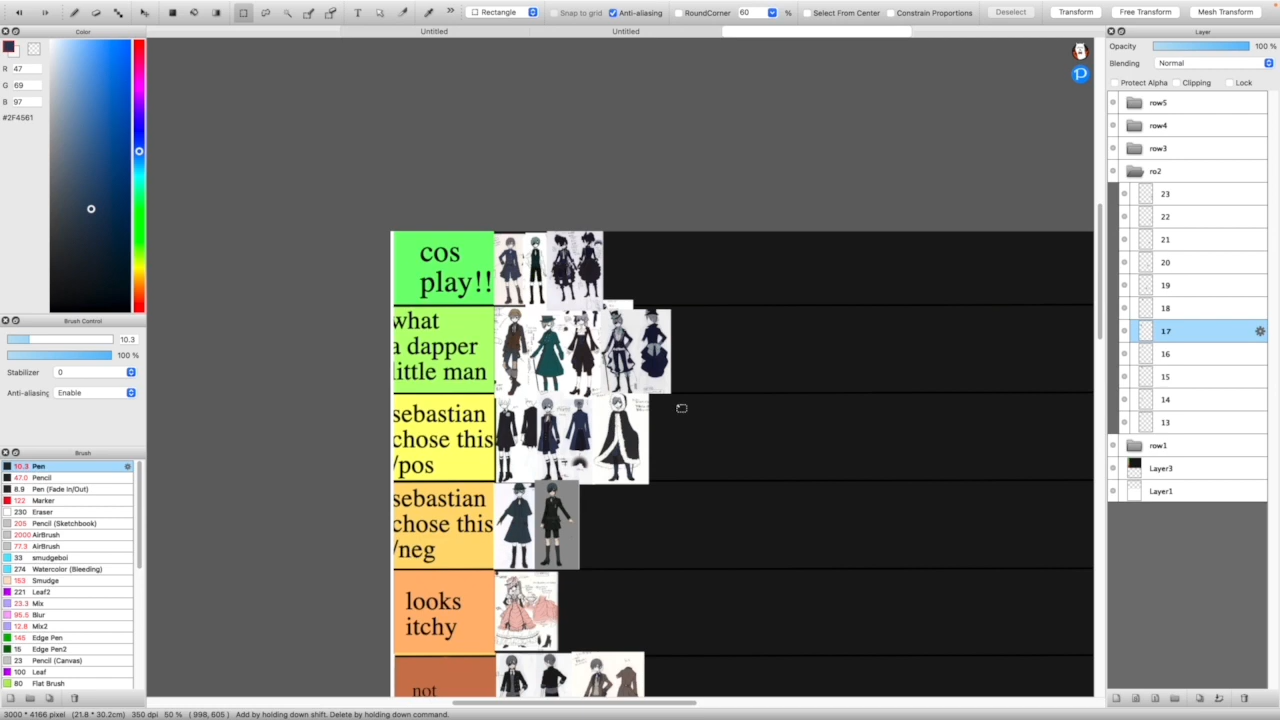 Rectangle
Snap to grid
Anti-aliasing
RoundCorner
60
%
Select From Center
Constrain Proportions
Deselect
Transform
Free Transform
Mesh Transform
Color
Untitled
Untitled
Layer
R 47
G 69
B 97
#2F4561
Opacity
100 %
Blending
Normal
Protect Alpha
Clipping
Lock
row5
row4
row3
ro2
23
22
21
20
19
18
17
16
15
14
13
row1
Layer3
Layer1
Brush Control
10.3
100 %
Stabilizer
0
Enable
Brush
10.3 Pen
47.0 Pencil
8.9 Pen (Fade In/Out)
122 Marker
230 Eraser
205 Pencil (Sketchbook)
2000 AirBrush
77.3 AirBrush
33 smudgeboi
274 Watercolor (Bleeding)
153 Smudge
221 Leaf2
23.3 Mix
95.5 Blur
12.8 Mix2
145 Edge Pen
15 Edge Pen2
23 Pencil (Canvas)
100 Leaf
80 Flat Brush
cos
play!!
what
a dapper
little man
sebastian
chose this
/pos
sebastian
chose this
/neg
looks
itchy
not
3000 * 4166 pixel (21.8 * 30.2cm) 350 dpi 50 % ( 998, 605 ) Add by holding down shift. Delete by holding down command.